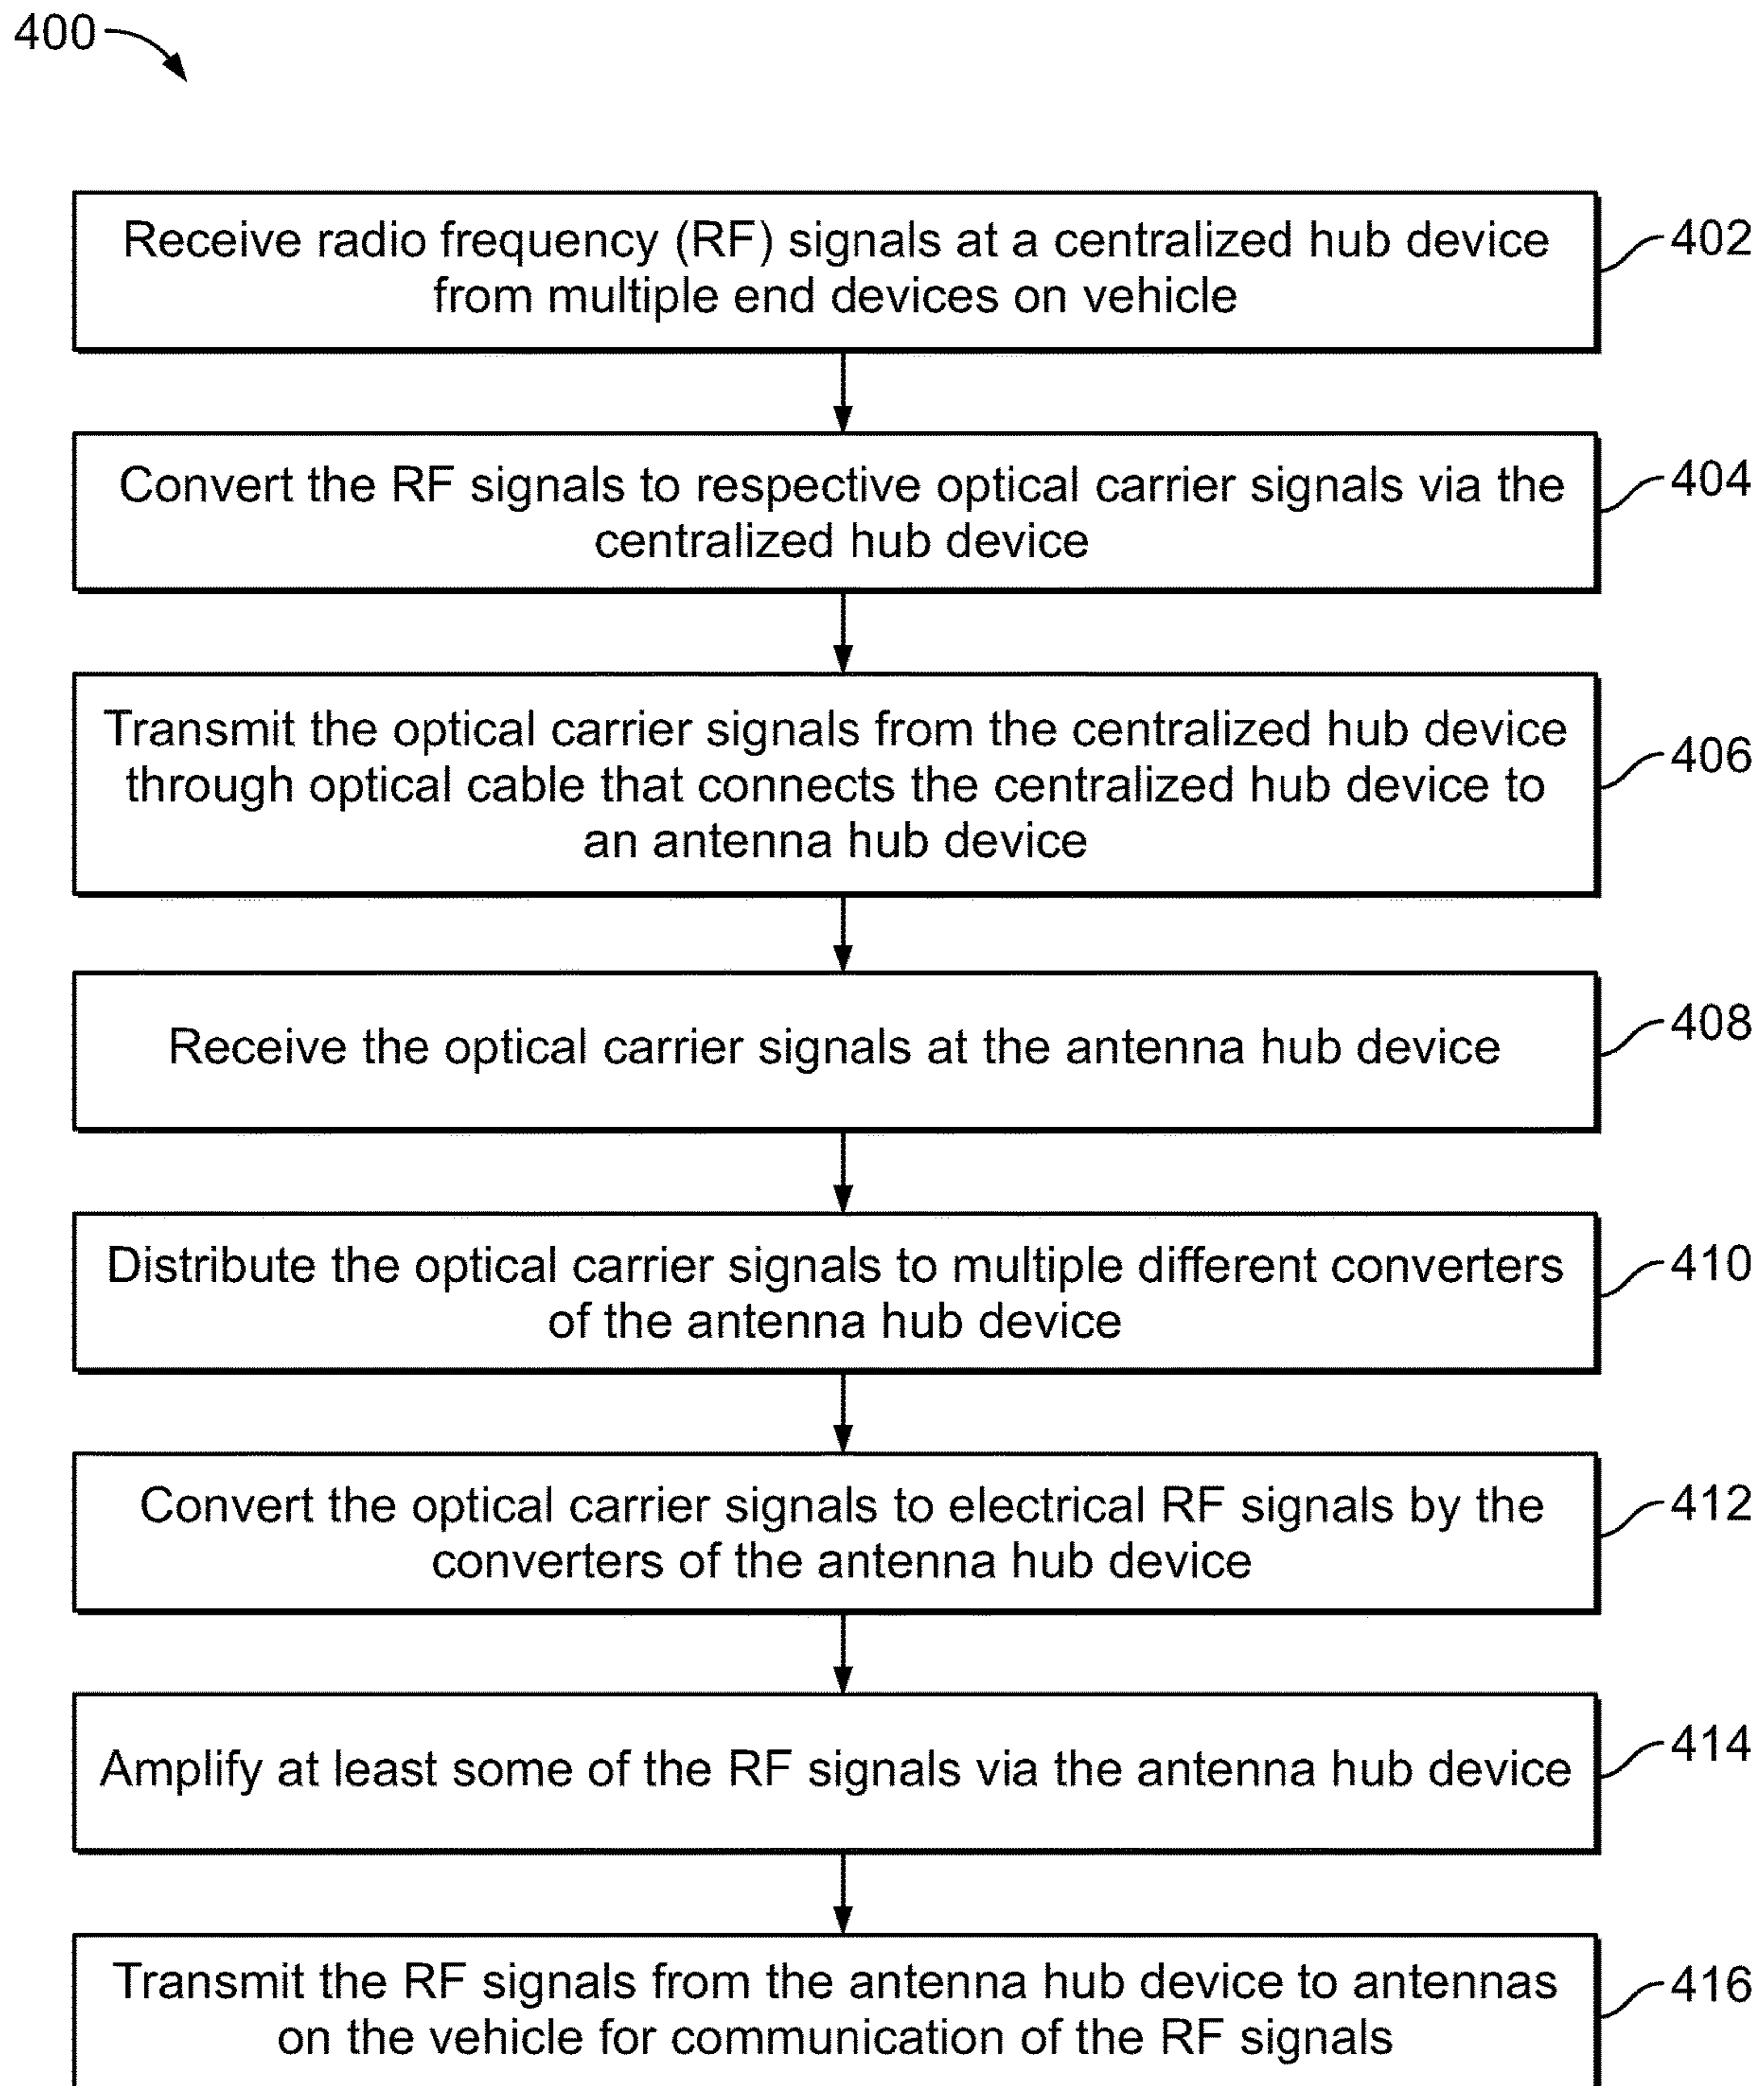 400
Receive radio frequency (RF) signals at a centralized hub device
from multiple end devices on vehicle
402
Convert the RF signals to respective optical carrier signals via the
centralized hub device
404
Transmit the optical carrier signals from the centralized hub device
through optical cable that connects the centralized hub device to
an antenna hub device
406
Receive the optical carrier signals at the antenna hub device
408
Distribute the optical carrier signals to multiple different converters
of the antenna hub device
410
Convert the optical carrier signals to electrical RF signals by the
converters of the antenna hub device
412
Amplify at least some of the RF signals via the antenna hub device
414
Transmit the RF signals from the antenna hub device to antennas
on the vehicle for communication of the RF signals
416